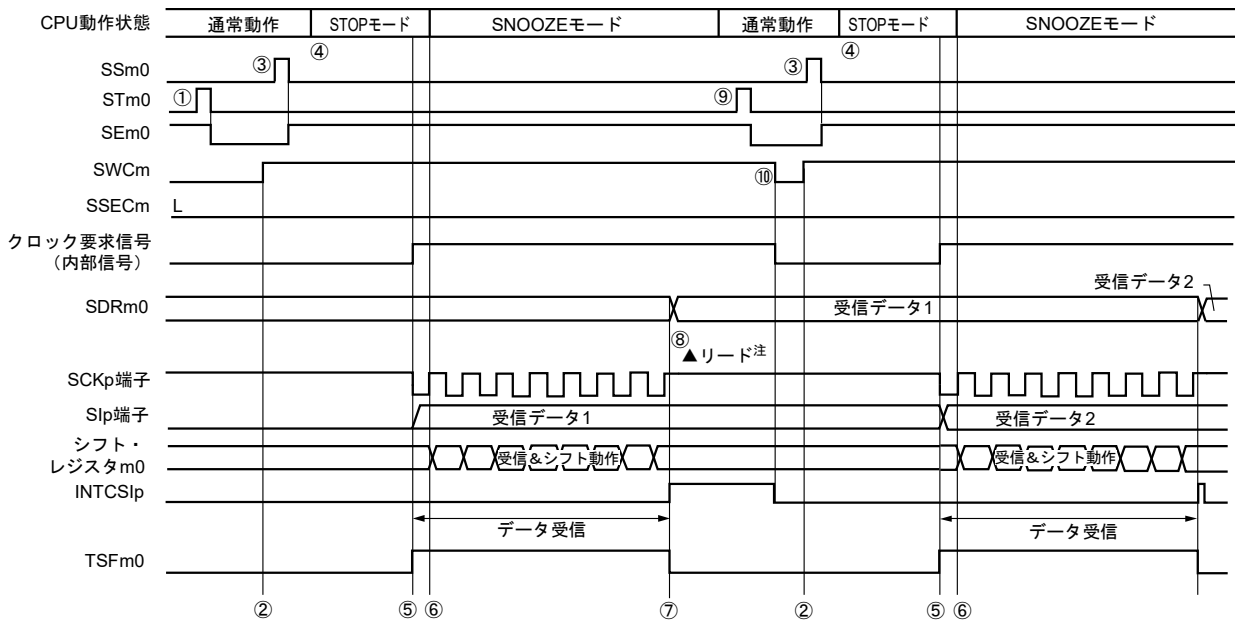 CPU動作状態 通常動作 STOPモード SNOOZEモード 通常動作 STOPモード SNOOZEモード
③ ④ ③ ④
SSm0
① ⑨
STm0
SEm0
SWCm ⑩
SSECm L
クロック要求信号
（内部信号）
受信データ2
SDRm0 受信データ1
⑧
▲リード注
SCKp端子
SIp端子 受信データ1 受信データ2
シフト・
レジスタm0 受信&シフト動作 受信&シフト動作
INTCSIp
データ受信 データ受信
TSFm0
② ⑤ ⑥ ⑦ ② ⑤ ⑥